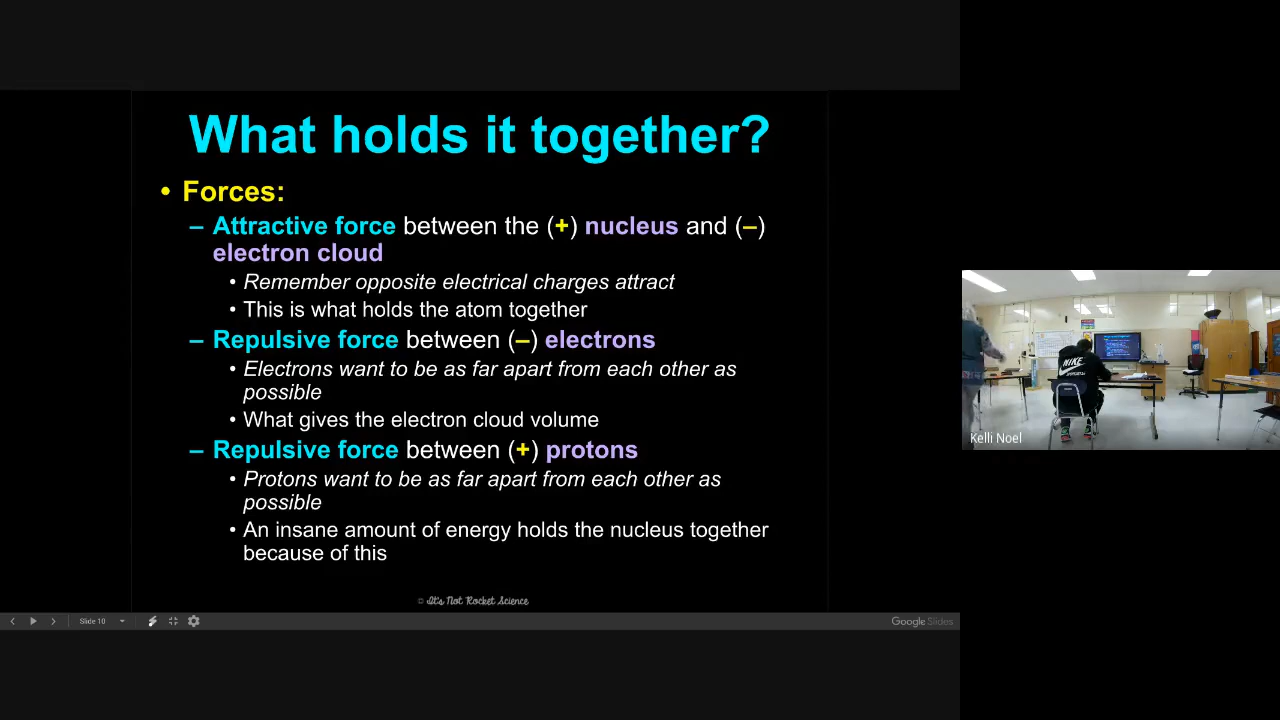 What holds it together?
• Forces:
– Attractive force between the (+) nucleus and (–)
electron cloud
• Remember opposite electrical charges attract
• This is what holds the atom together
– Repulsive force between (–) electrons
• Electrons want to be as far apart from each other as
possible
• What gives the electron cloud volume
– Repulsive force between (+) protons
• Protons want to be as far apart from each other as
possible
• An insane amount of energy holds the nucleus together
because of this
© It's Not Rocket Science
Slide 10
Google Slides
NIKE
Kelli Noel